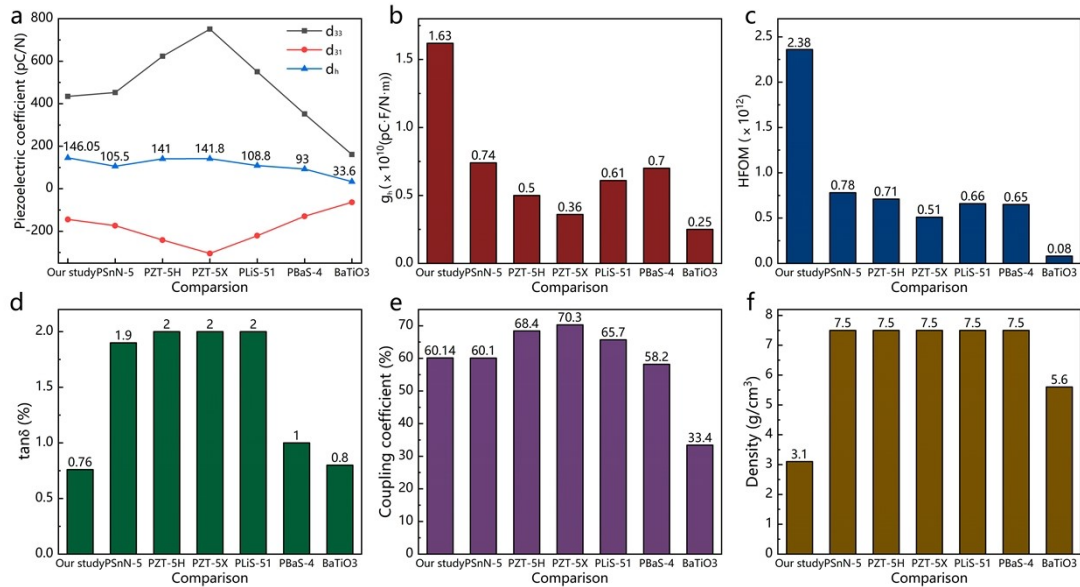 a
800
600
400
200
0
-200
Piezoelectric coefficient (pC/N)
d33
d31
dh
146.05
105.5
141
141.8
108.8
93
33.6
Our study
PSnN-5
PZT-5H
PZT-5X
PLiS-51
PBaS-4
BaTiO3
Comparsion
b
1.5
1.0
0.5
0.0
gh (×10¹⁰(pC·F/N·m))
1.63
0.74
0.5
0.36
0.61
0.7
0.25
Our study
PSnN-5
PZT-5H
PZT-5X
PLiS-51
PBaS-4
BaTiO3
Comparison
c
2.5
2.0
1.5
1.0
0.5
0.0
HFOM (×10¹²)
2.38
0.78
0.71
0.51
0.66
0.65
0.08
Our study
PSnN-5
PZT-5H
PZT-5X
PLiS-51
PBaS-4
BaTiO3
Comparison
d
2.0
1.5
1.0
0.5
0.0
tanδ (%)
0.76
1.9
2
2
2
1
0.8
Our study
PSnN-5
PZT-5H
PZT-5X
PLiS-51
PBaS-4
BaTiO3
Comparison
e
70
60
50
40
30
20
10
0
Coupling coefficient (%)
60.14
60.1
68.4
70.3
65.7
58.2
33.4
Our study
PSnN-5
PZT-5H
PZT-5X
PLiS-51
PBaS-4
BaTiO3
Comparison
f
8
7
6
5
4
3
2
1
0
Density (g/cm³)
3.1
7.5
7.5
7.5
7.5
7.5
5.6
Our study
PSnN-5
PZT-5H
PZT-5X
PLiS-51
PBaS-4
BaTiO3
Comparison